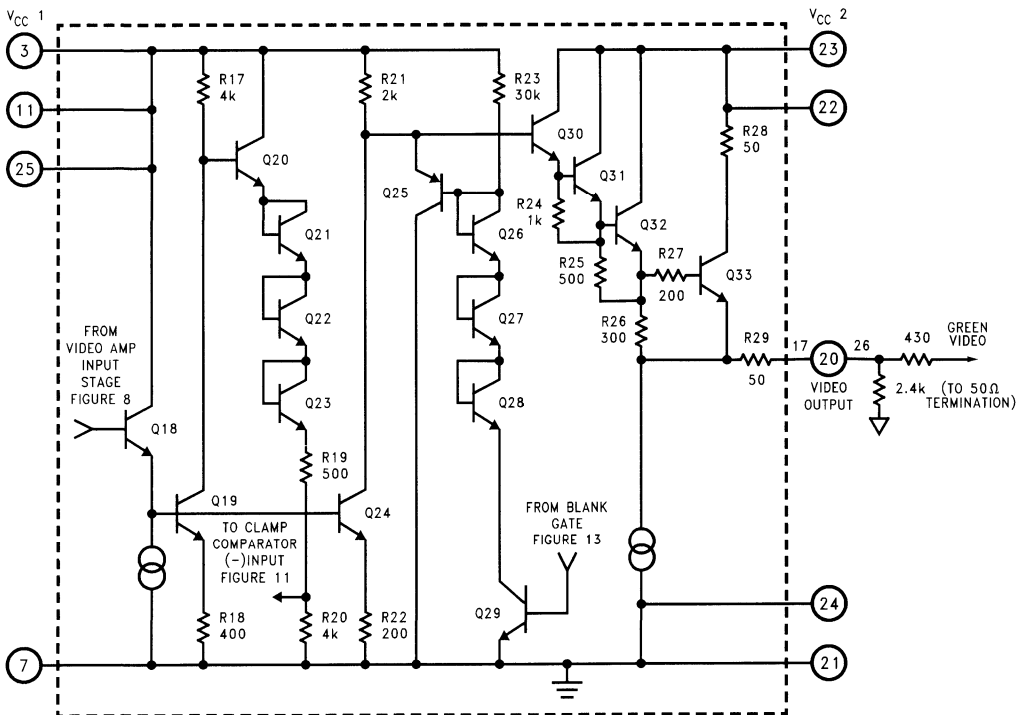 VCC 1
VCC 2
3
23
R17
4k
R21
2k
R23
30k
11
22
R28
50
Q30
Q20
25
Q31
Q25
R24
1k
Q32
Q21
Q26
R27
200
Q33
R25
500
Q22
Q27
R26
300
FROM
VIDEO AMP
INPUT
STAGE
FIGURE 8
R29
50
17
20
26
VIDEO
OUTPUT
430
GREEN
VIDEO
2.4k
(TO 50Ω
TERMINATION)
Q23
Q28
Q18
R19
500
Q19
Q24
TO CLAMP
COMPARATOR
(-)INPUT
FIGURE 11
FROM BLANK
GATE
FIGURE 13
R18
400
R20
4k
R22
200
Q29
24
7
21